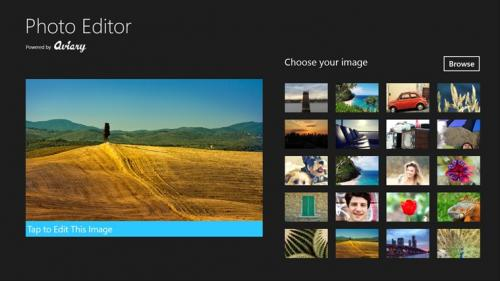 Photo Editor
Powered by Aviary
Choose your image
Browse
Tap to Edit This Image